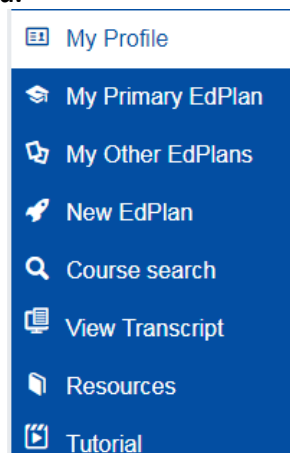 My Profile
My Primary EdPlan
My Other EdPlans
New EdPlan
Course search
View Transcript
Resources
Tutorial